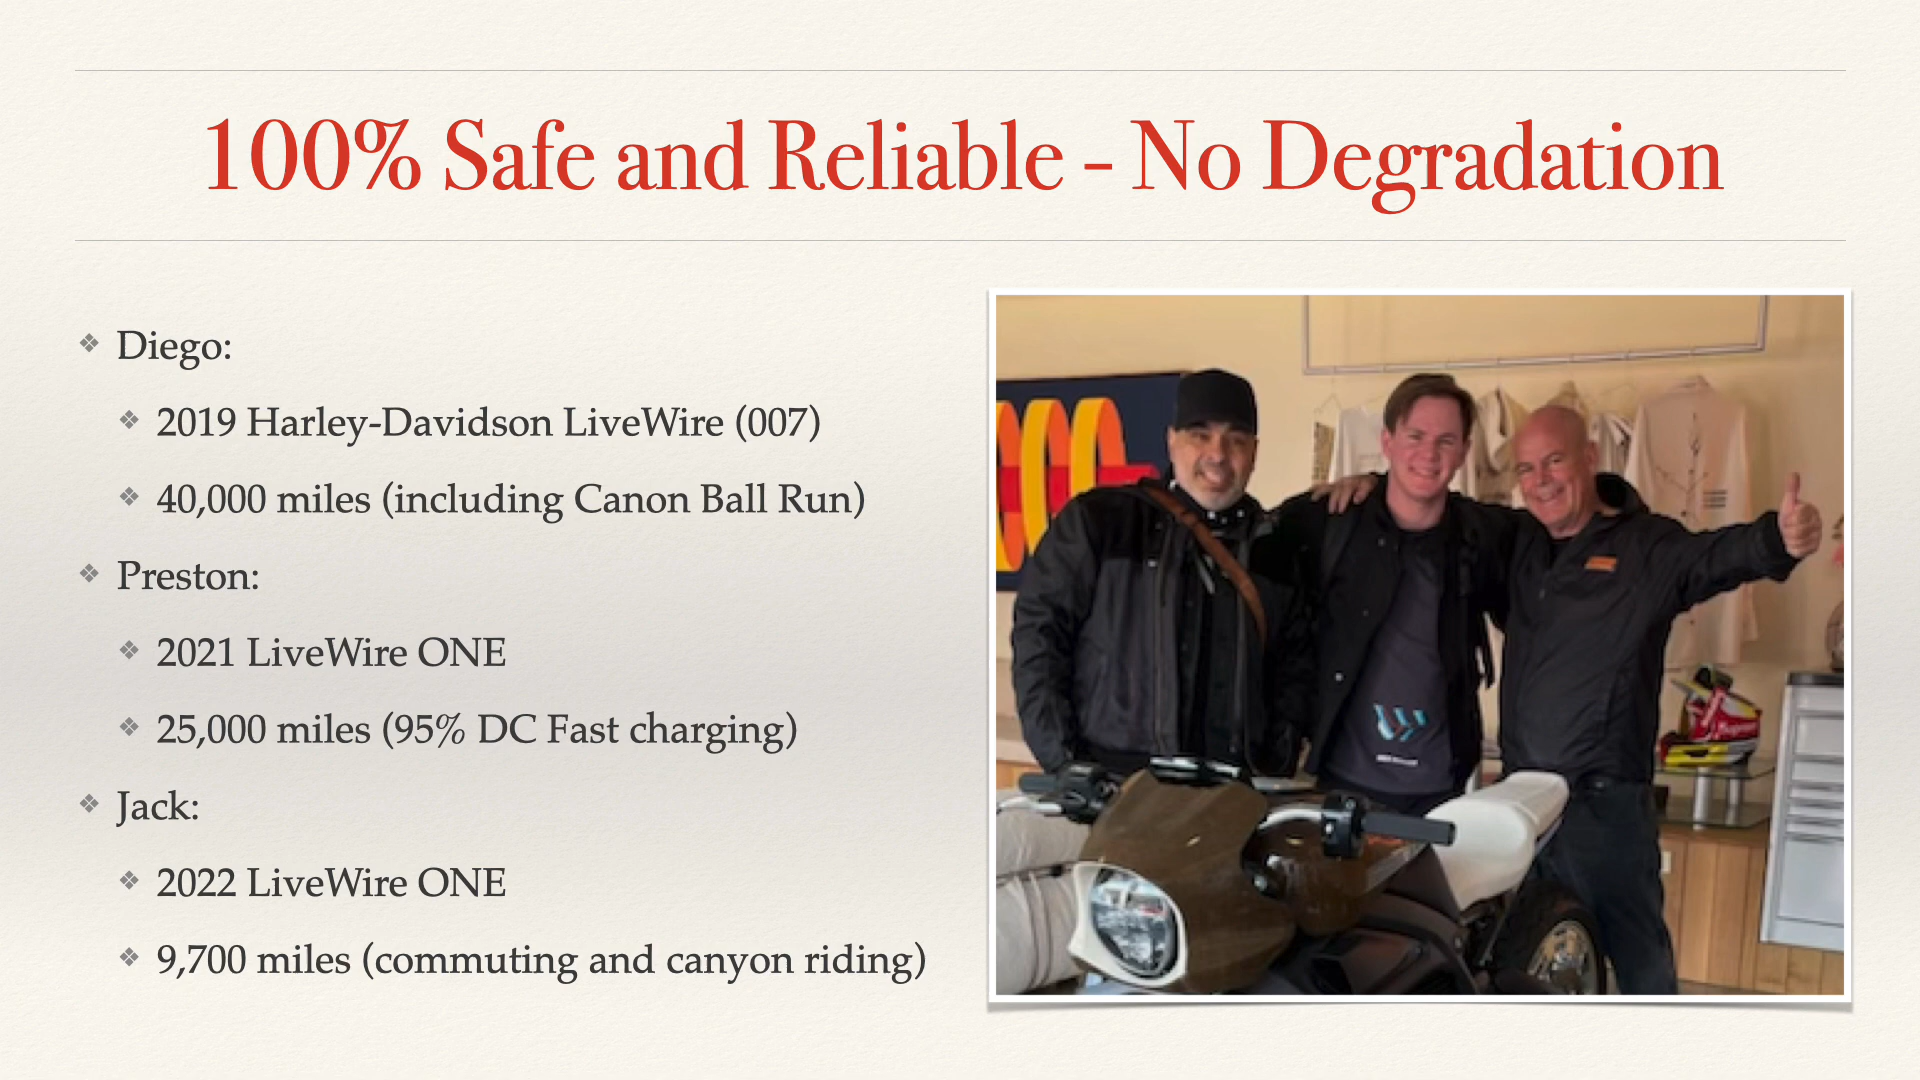 100% Safe and Reliable - No Degradation
Diego:
2019 Harley-Davidson LiveWire (007)
40,000 miles (including Canon Ball Run)
Preston:
2021 LiveWire ONE
25,000 miles (95% DC Fast charging)
Jack:
2022 LiveWire ONE
9,700 miles (commuting and canyon riding)